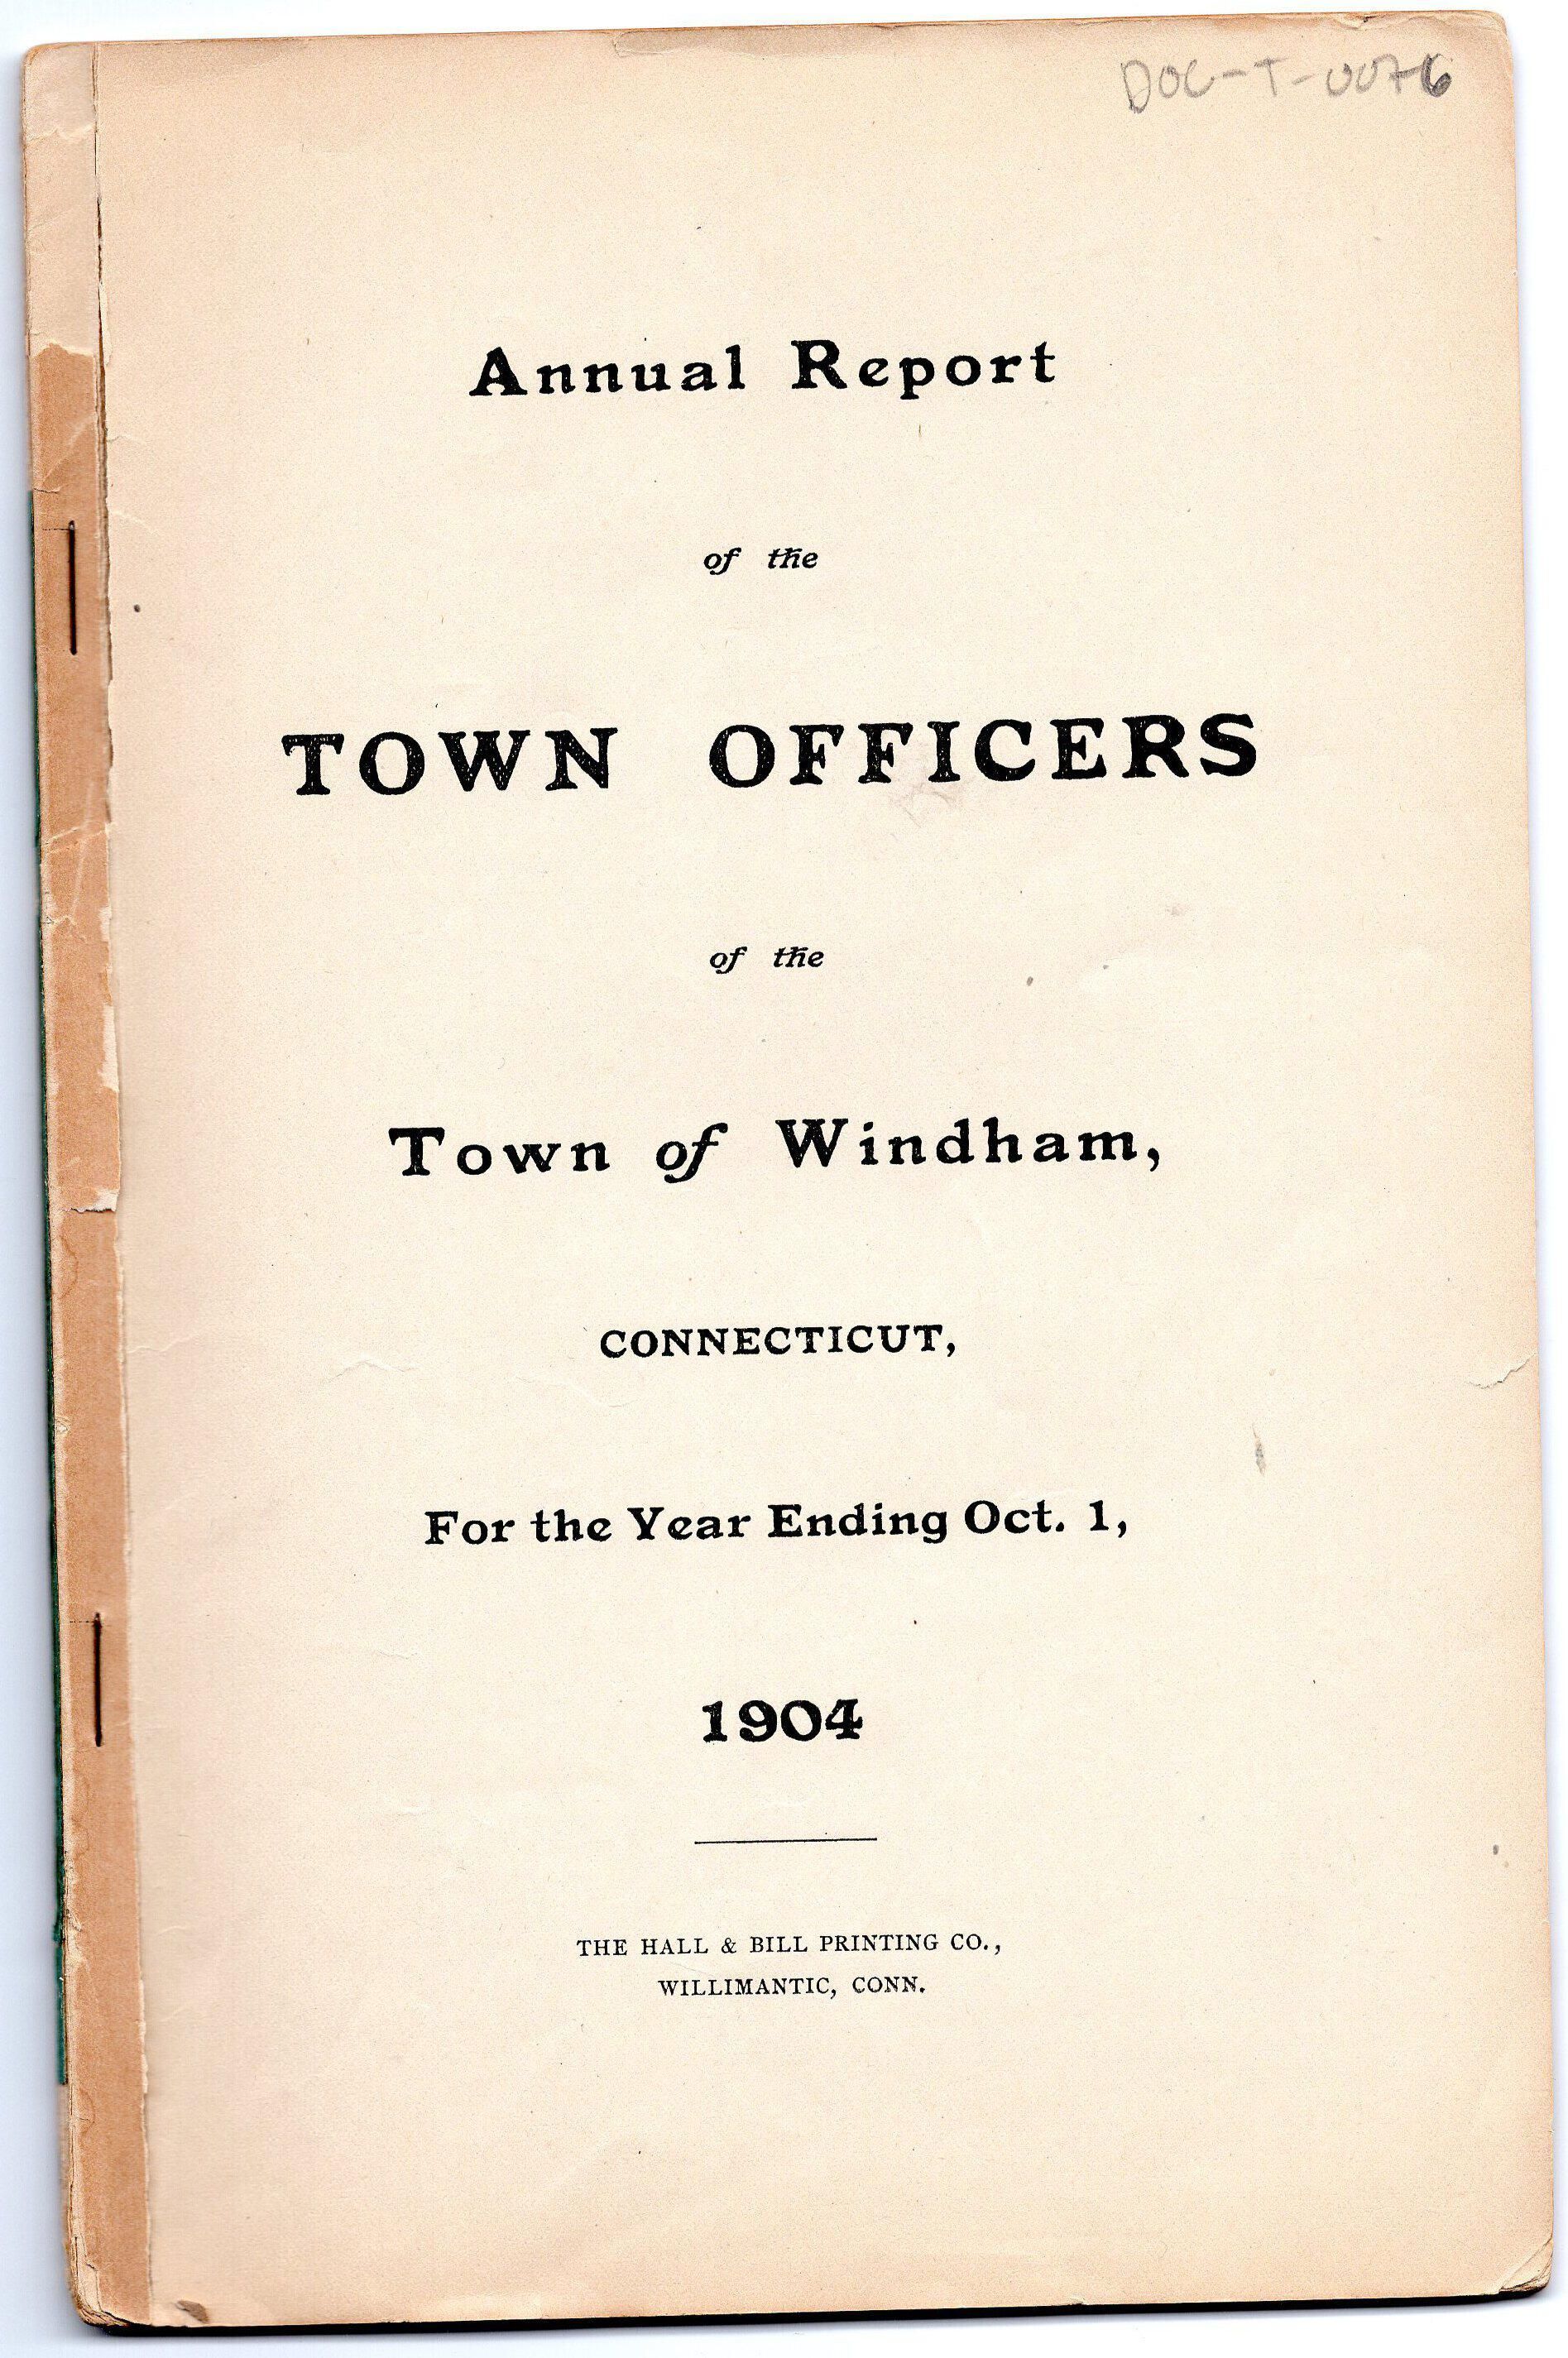 DOC-T-0076
Annual Report
of the
TOWN OFFICERS
of the
Town of Windham,
CONNECTICUT,
For the Year Ending Oct. 1,
1904
THE HALL & BILL PRINTING CO.,
WILLIMANTIC, CONN.